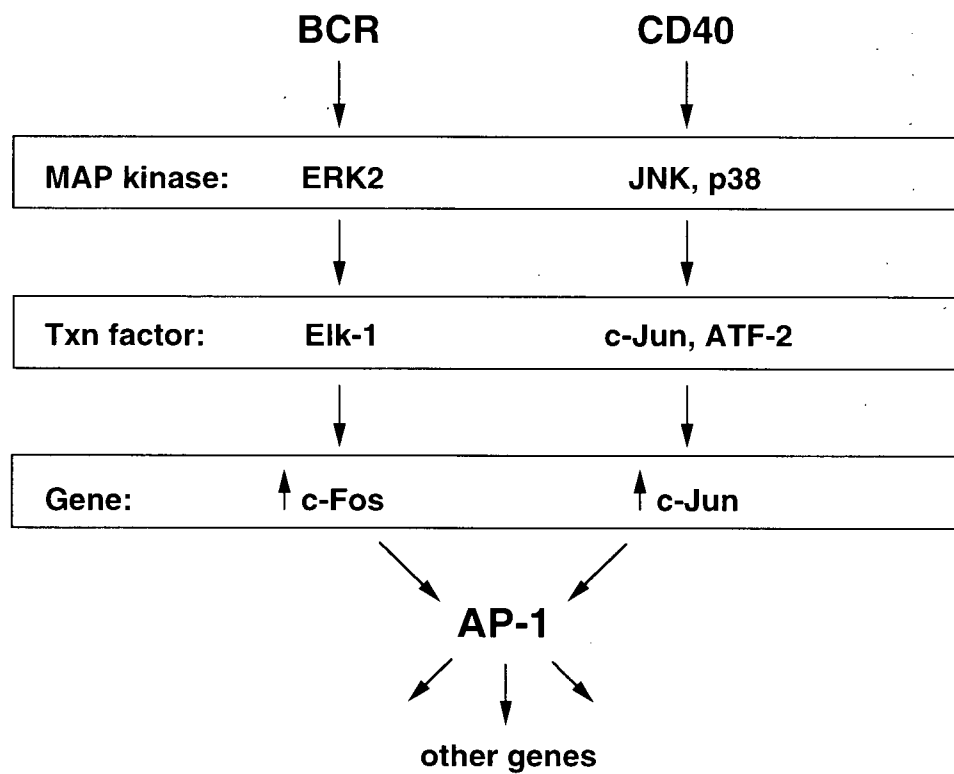 BCR CD40
MAP kinase: ERK2 JNK, p38
Txn factor: Elk-1 c-Jun, ATF-2
Gene: ↑ c-Fos ↑ c-Jun
AP-1
other genes